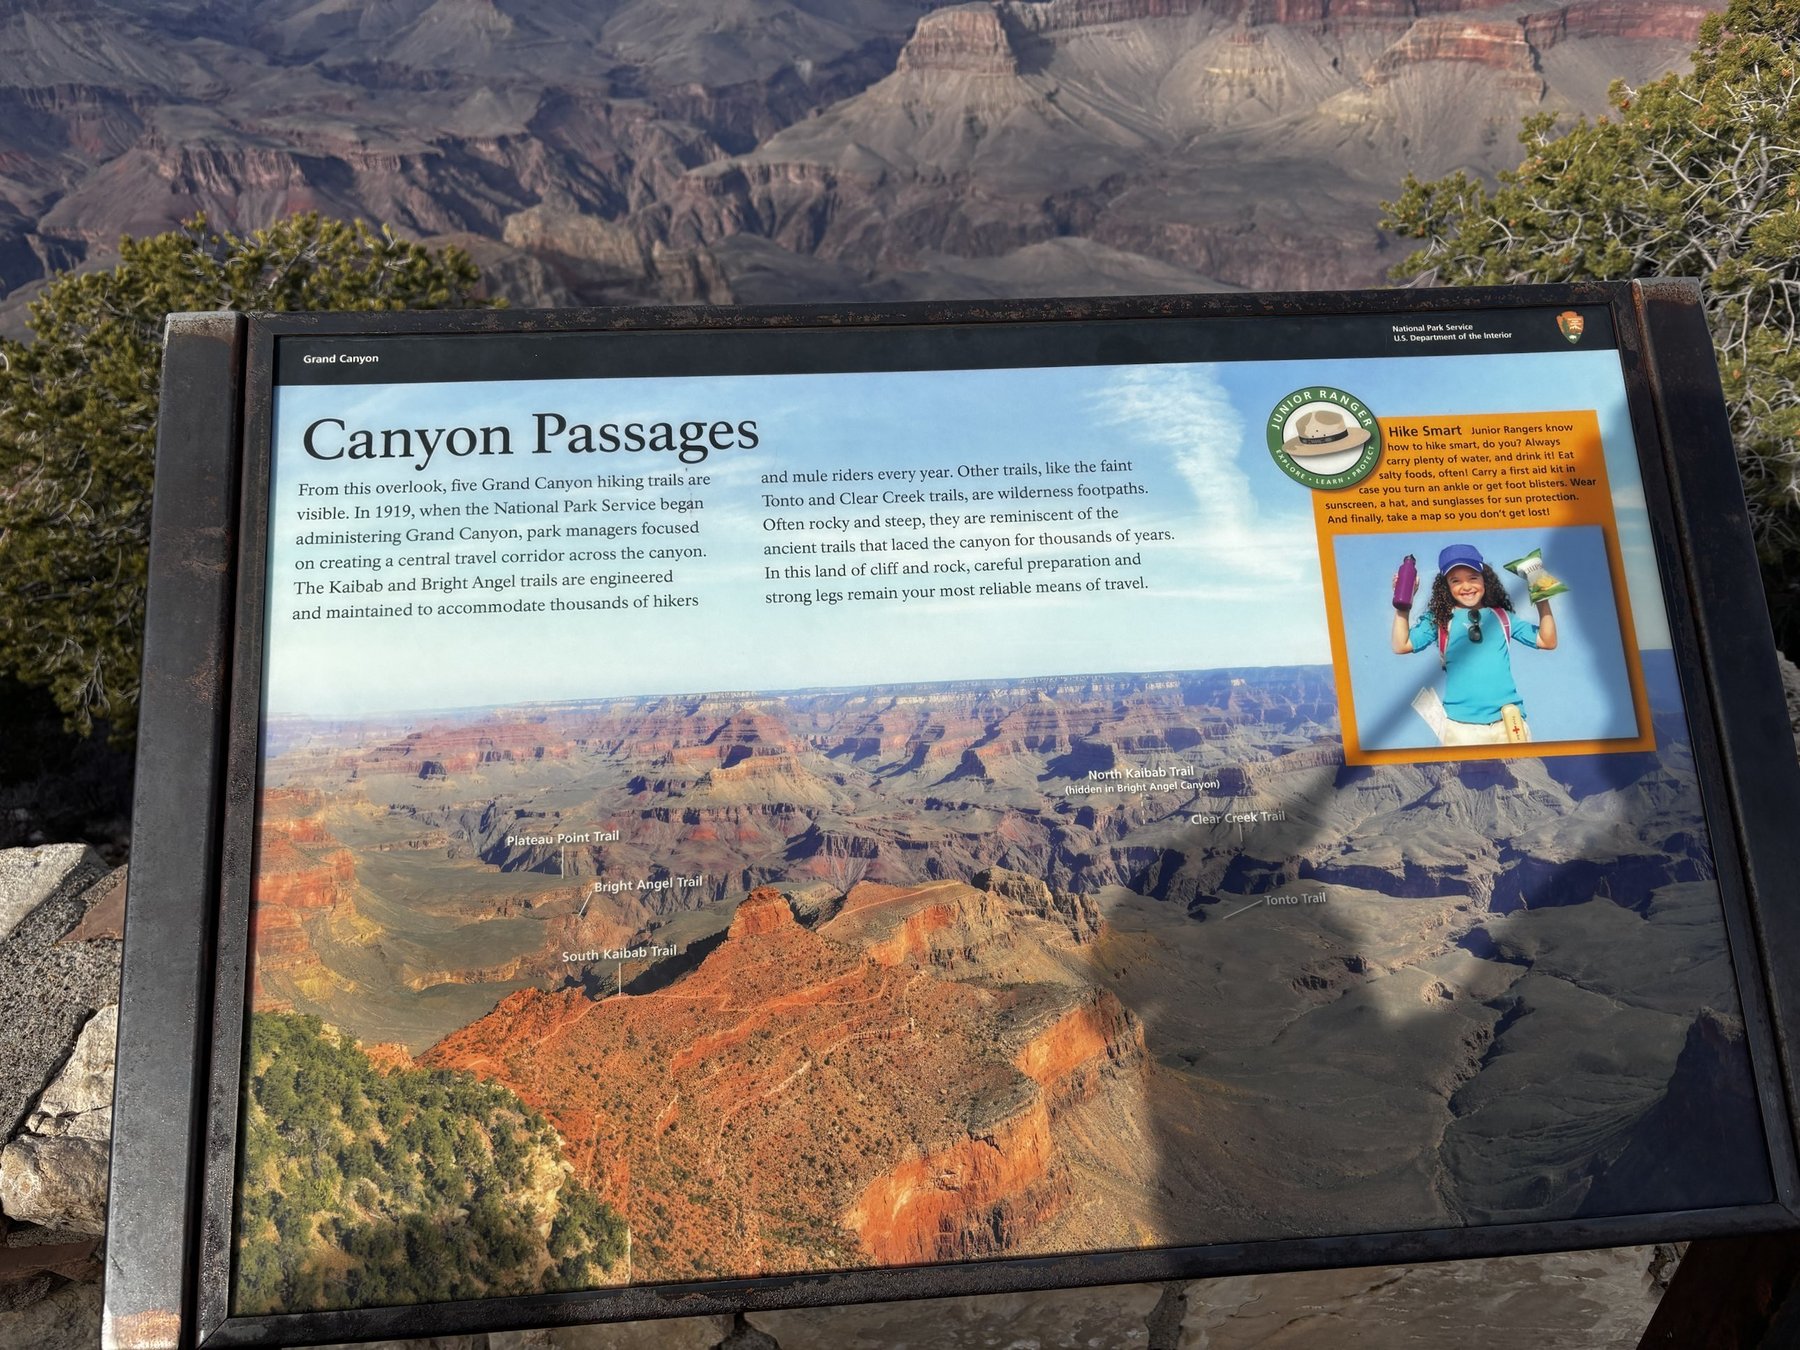 Grand Canyon
National Park Service
U.S. Department of the Interior
Canyon Passages
From this overlook, five Grand Canyon hiking trails are
visible. In 1919, when the National Park Service began
administering Grand Canyon, park managers focused
on creating a central travel corridor across the canyon.
The Kaibab and Bright Angel trails are engineered
and maintained to accommodate thousands of hikers
and mule riders every year. Other trails, like the faint
Tonto and Clear Creek trails, are wilderness footpaths.
Often rocky and steep, they are reminiscent of the
ancient trails that laced the canyon for thousands of years.
In this land of cliff and rock, careful preparation and
strong legs remain your most reliable means of travel.
JUNIOR RANGER
EXPLORE • LEARN • PROTECT
Hike Smart Junior Rangers know
how to hike smart, do you? Always
carry plenty of water, and drink it! Eat
salty foods, often! Carry a first aid kit in
case you turn an ankle or get foot blisters. Wear
sunscreen, a hat, and sunglasses for sun protection.
And finally, take a map so you don't get lost!
North Kaibab Trail
(hidden in Bright Angel Canyon)
Clear Creek Trail
Plateau Point Trail
Bright Angel Trail
Tonto Trail
South Kaibab Trail